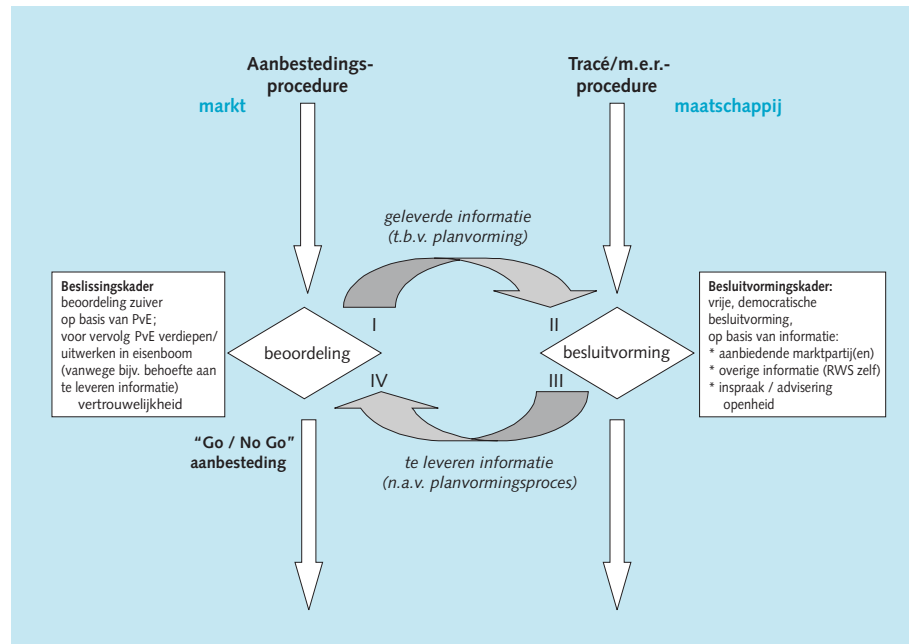 Aanbestedings-
procedure
markt
Tracé/m.e.r.-
procedure
maatschappij
geleverde informatie
(t.b.v. planvorming)
Beslissingskader
beoordeling zuiver
op basis van PvE;
voor vervolg PvE verdiepen/
uitwerken in eisenboom
(vanwege bijv. behoefte aan
te leveren informatie)
vertrouwelijkheid
I
II
beoordeling
besluitvorming
IV
III
Besluitvormingskader:
vrije, democratische
besluitvorming,
op basis van informatie:
* aanbiedende marktpartij(en)
* overige informatie (RWS zelf)
* inspraak / advisering
openheid
“Go / No Go”
aanbesteding
te leveren informatie
(n.a.v. planvormingsproces)